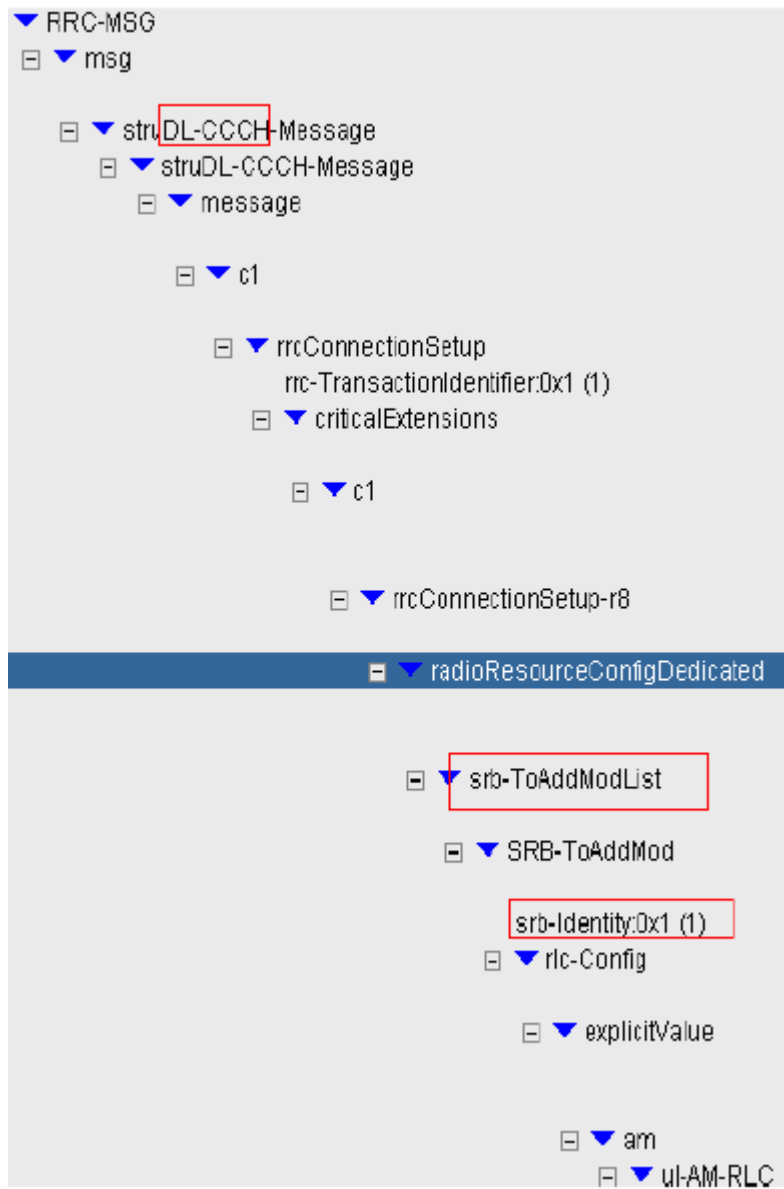 RRC-MSG
msg
struDL-CCCH-Message
struDL-CCCH-Message
message
c1
rrcConnectionSetup
rrc-TransactionIdentifier:0x1 (1)
criticalExtensions
c1
rrcConnectionSetup-r8
radioResourceConfigDedicated
srb-ToAddModList
SRB-ToAddMod
srb-Identity:0x1 (1)
rlc-Config
explicitValue
am
ul-AM-RLC